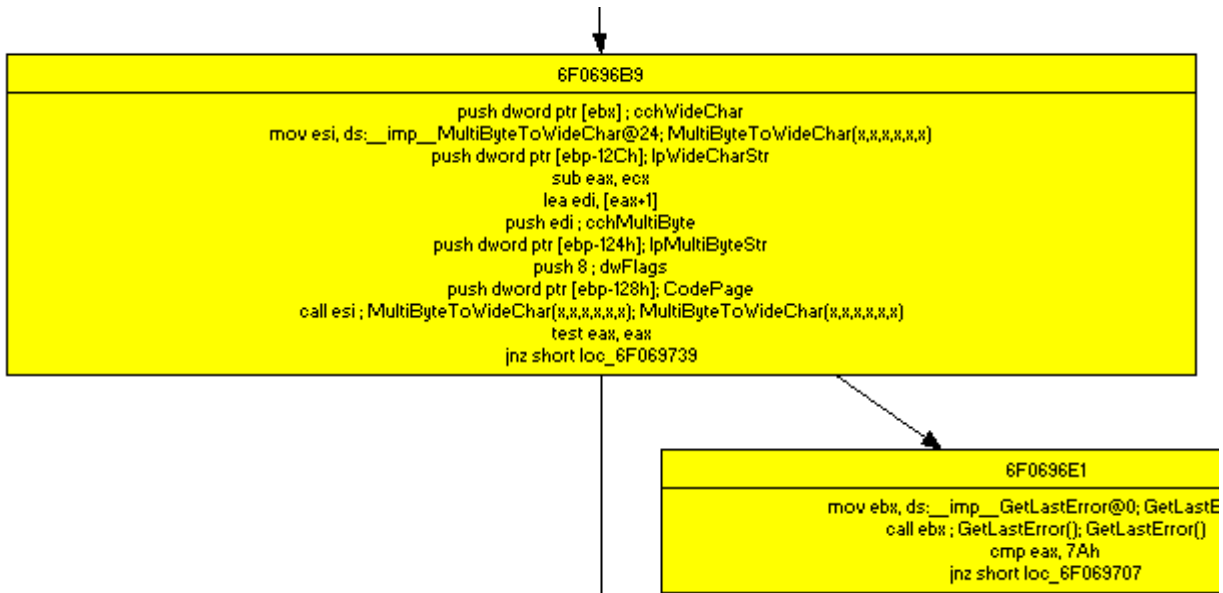 6F0696B9
push dword ptr [ebx] ; cchWideChar
mov esi, ds:__imp__MultiByteToWideChar@24; MultiByteToWideChar(x,x,x,x,x,x)
push dword ptr [ebp-12Ch]; lpWideCharStr
sub eax, ecx
lea edi, [eax+1]
push edi ; cchMultiByte
push dword ptr [ebp-124h]; lpMultiByteStr
push 8 ; dwFlags
push dword ptr [ebp-128h]; CodePage
call esi ; MultiByteToWideChar(x,x,x,x,x,x); MultiByteToWideChar(x,x,x,x,x,x)
test eax, eax
jnz short loc_6F069739
6F0696E1
mov ebx, ds:__imp__GetLastError@0; GetLastE
call ebx ; GetLastError(); GetLastError()
cmp eax, 7Ah
jnz short loc_6F069707